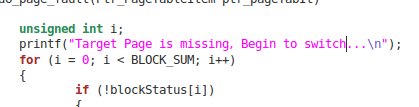 unsigned int i;
printf("Target Page is missing, Begin to switch...\n");
for (i = 0; i < BLOCK_SUM; i++)
{
if (!blockStatus[i])
{